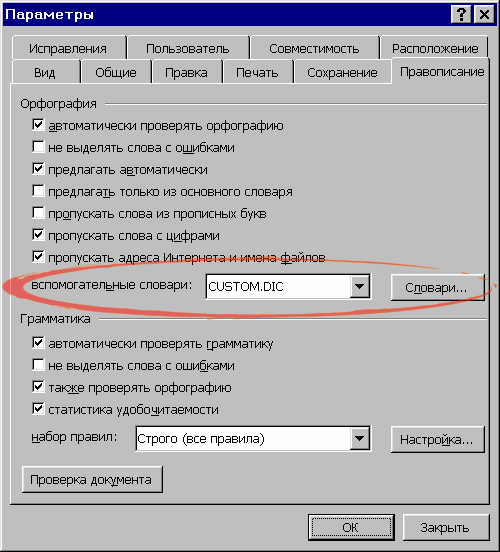 Параметры
Исправления Пользователь Совместимость Расположение
Вид Общие Правка Печать Сохранение Правописание
Орфография
автоматически проверять орфографию
не выделять слова с ошибками
предлагать автоматически
предлагать только из основного словаря
пропускать слова из прописных букв
пропускать слова с цифрами
пропускать адреса Интернета и имена файлов
вспомогательные словари: CUSTOM.DIC Словари...
Грамматика
автоматически проверять грамматику
не выделять слова с ошибками
также проверять орфографию
статистика удобочитаемости
набор правил: Строго (все правила) Настройка...
Проверка документа
OK Закрыть